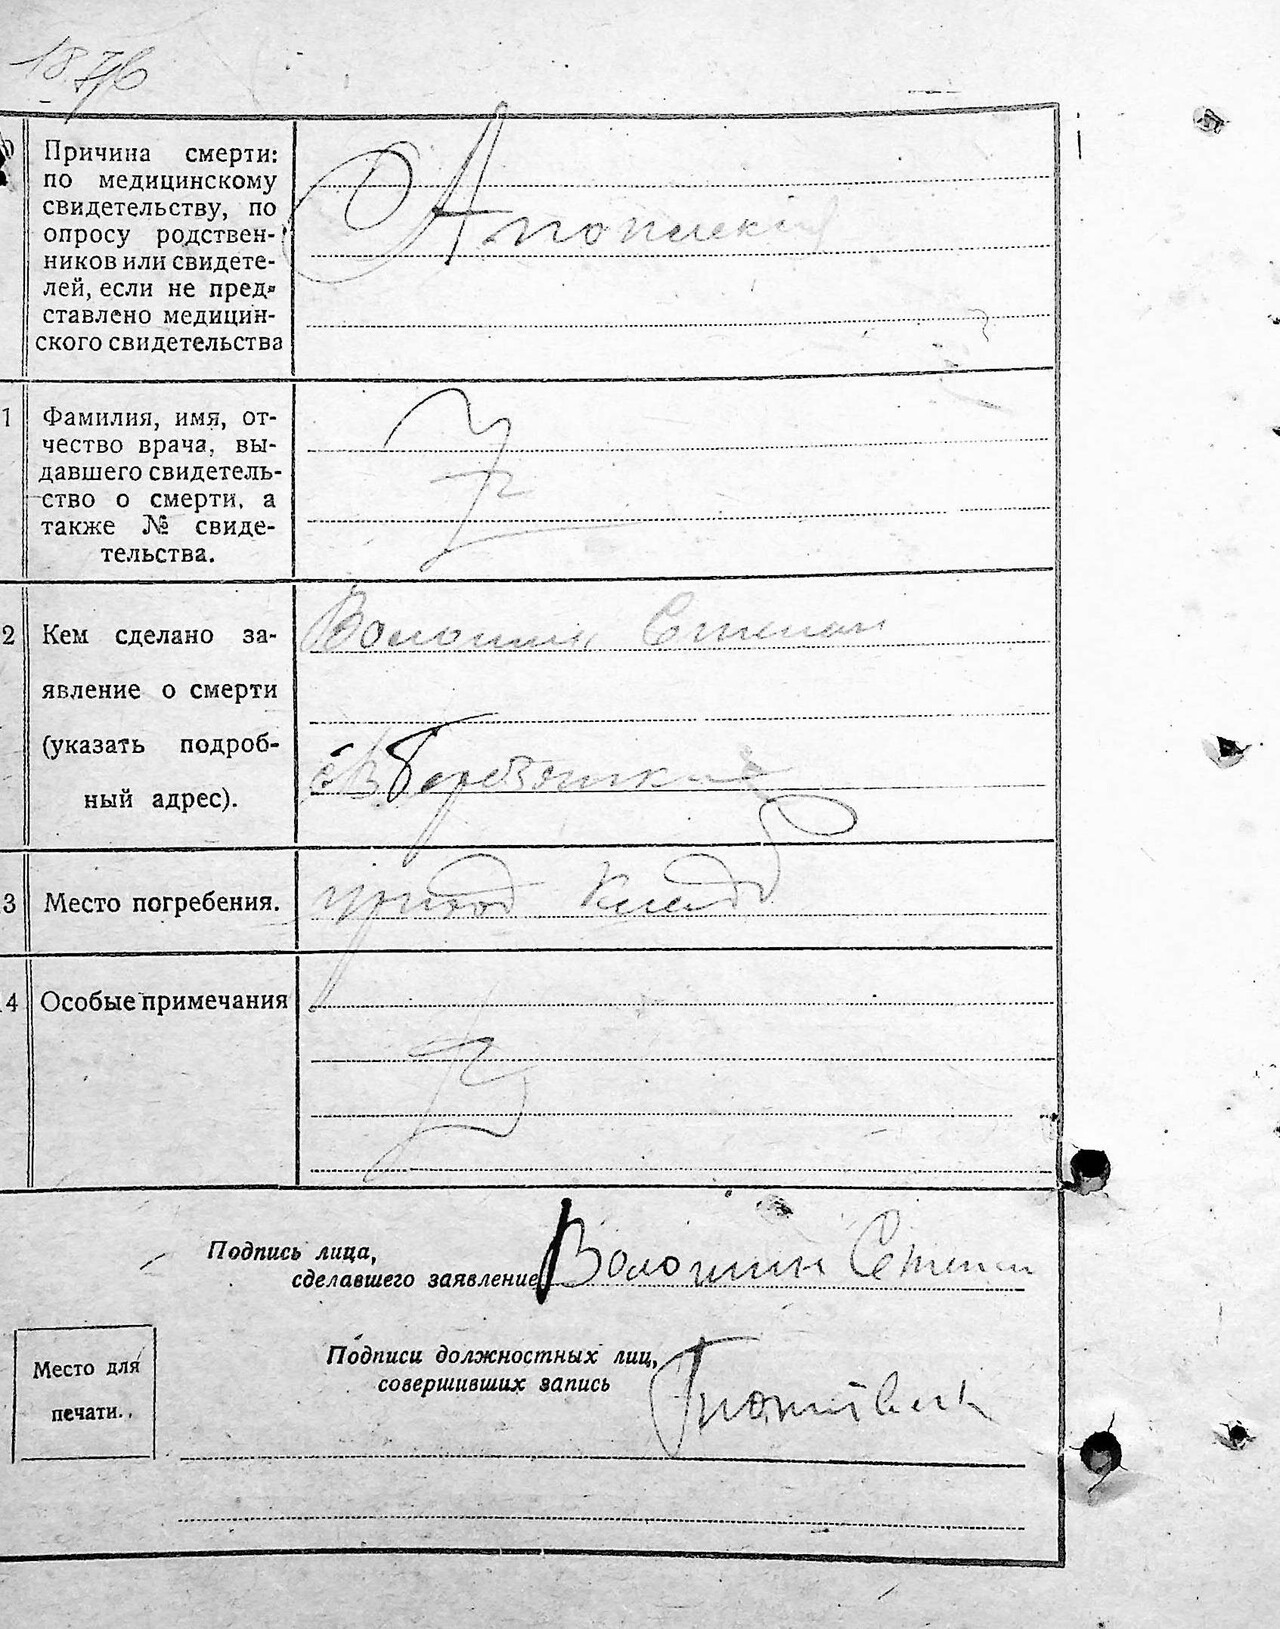 Причина смерти:
по медицинскому
свидетельству, по
опросу родствен-
ников или свидете-
лей, если не пред-
ставлено медицин-
ского свидетельства
1
Фамилия, имя, от-
чество врача, вы-
давшего свидетель-
ство о смерти, а
также № свиде-
тельства.
2
Кем сделано за-
явление о смерти
(указать подроб-
ный адрес).
Волошин Степан
3
Место погребения.
приход Кладб
4
Особые примечания
Подпись лица,
сделавшего заявление Волошин Степан
Подписи должностных лиц,
совершивших запись
Место для
печати.